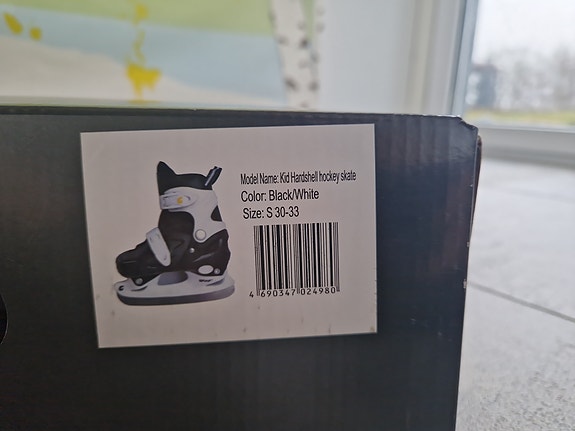 Model Name: Kid Hardshell hockey skate
Color: Black/White
Size: S 30-33
4 690347 024980